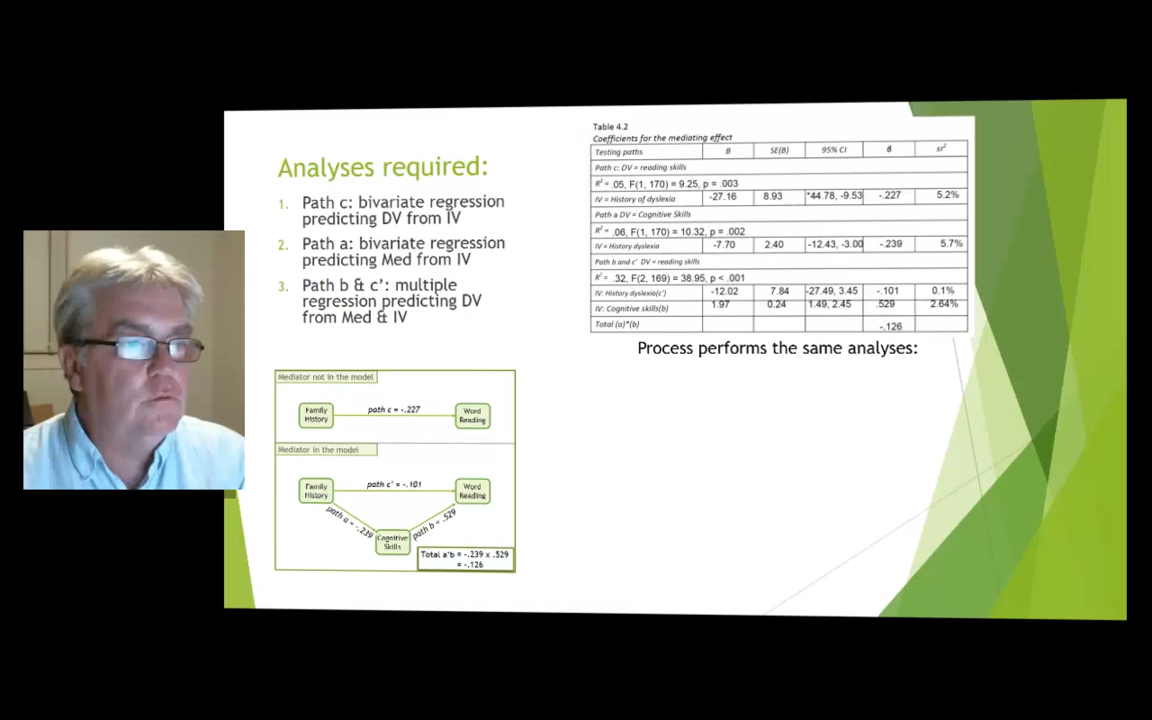 Analyses required:
1. Path c: bivariate regression
predicting DV from IV
2. Path a: bivariate regression
predicting Med from IV
3. Path b & c’: multiple
regression predicting DV
from Med & IV
Mediator not in the model
Family
History
path c = -.227
Word
Reading
Mediator in the model
Family
History
path c' = -.101
Word
Reading
path a = -.239
path b = .529
Cognitive
Skills
Total a*b = -.239 x .529
= -.126
Table 4.2
Coefficients for the mediating effect
Testing paths B SE(B) 95% CI β sr²
Path c: DV = reading skills
R² = .05, F(1, 170) = 9.25, p = .003
IV = History of dyslexia -27.16 8.93 *44.78, -9.53 -.227 5.2%
Path a DV = Cognitive Skills
R² = .06, F(1, 170) = 10.32, p = .002
IV = History dyslexia -7.70 2.40 -12.43, -3.00 -.239 5.7%
Path b and c' DV = reading skills
R² = .32, F(2, 169) = 38.95, p < .001
IV: History dyslexia(c') -12.02 7.84 -27.49, 3.45 -.101 0.1%
IV: Cognitive skills(b) 1.97 0.24 1.49, 2.45 .529 2.64%
Total (a)*(b) -.126
Process performs the same analyses: